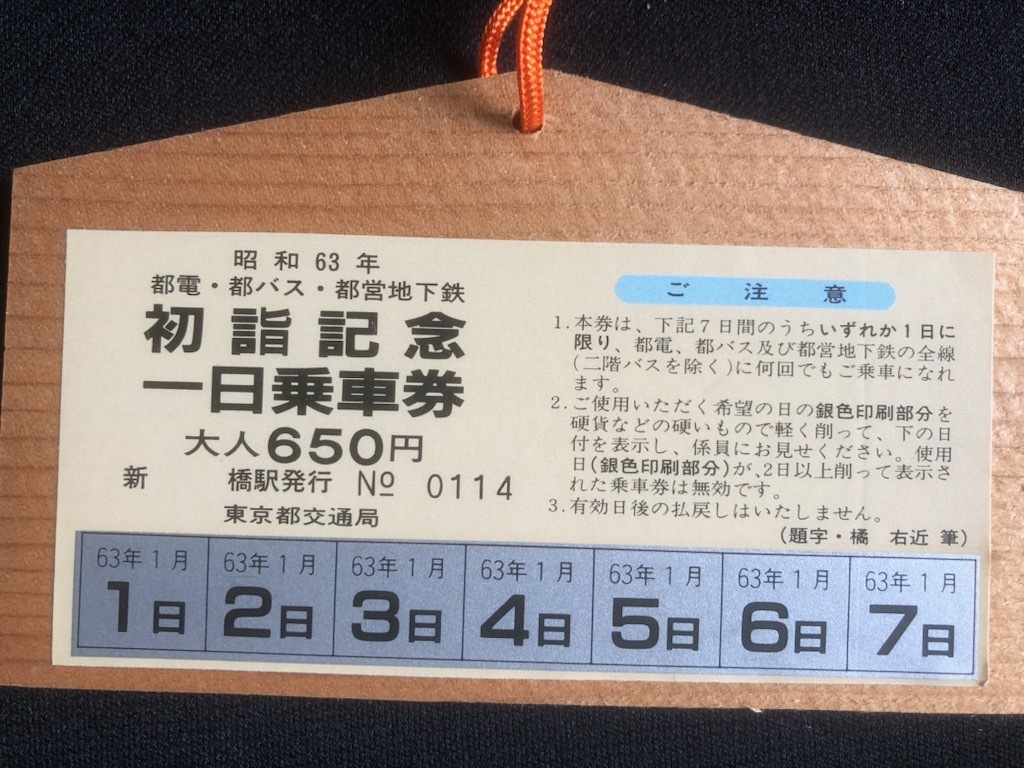 昭和63年
都電・都バス・都営地下鉄
初詣記念
一日乗車券
大人650円
新 橋駅発行 № 0114
東京都交通局
ご注意
1.本券は、下記7日間のうちいずれか1日に
限り、都電、都バス及び都営地下鉄の全線
(二階バスを除く)に何回でもご乗車になれ
ます。
2.ご使用いただく希望の日の銀色印刷部分を
硬貨などの硬いもので軽く削って、下の日
付を表示し、係員にお見せください。使用
日(銀色印刷部分)が、2日以上削って表示さ
れた乗車券は無効です。
3.有効日後の払戻しはいたしません。
(題字・橘 右近 筆)
63年1月 63年1月 63年1月 63年1月 63年1月 63年1月 63年1月
1日 2日 3日 4日 5日 6日 7日